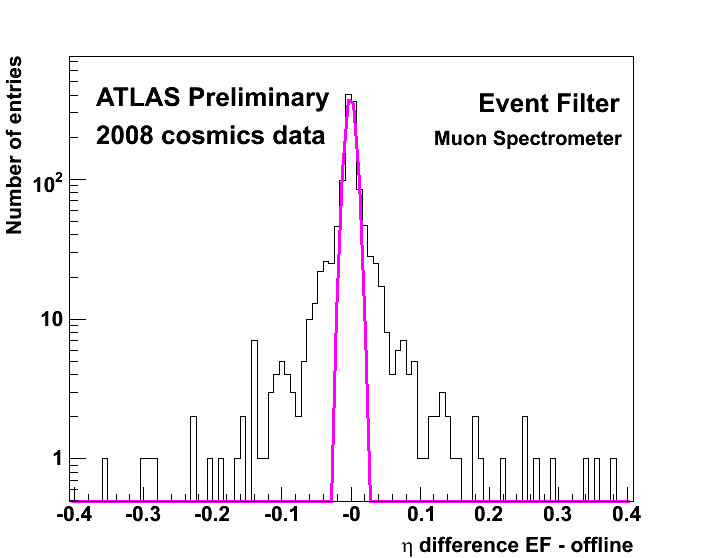 Number of entries
ATLAS Preliminary
2008 cosmics data
Event Filter
Muon Spectrometer
10²
10
1
-0.4 -0.3 -0.2 -0.1 -0 0.1 0.2 0.3 0.4
η difference EF - offline